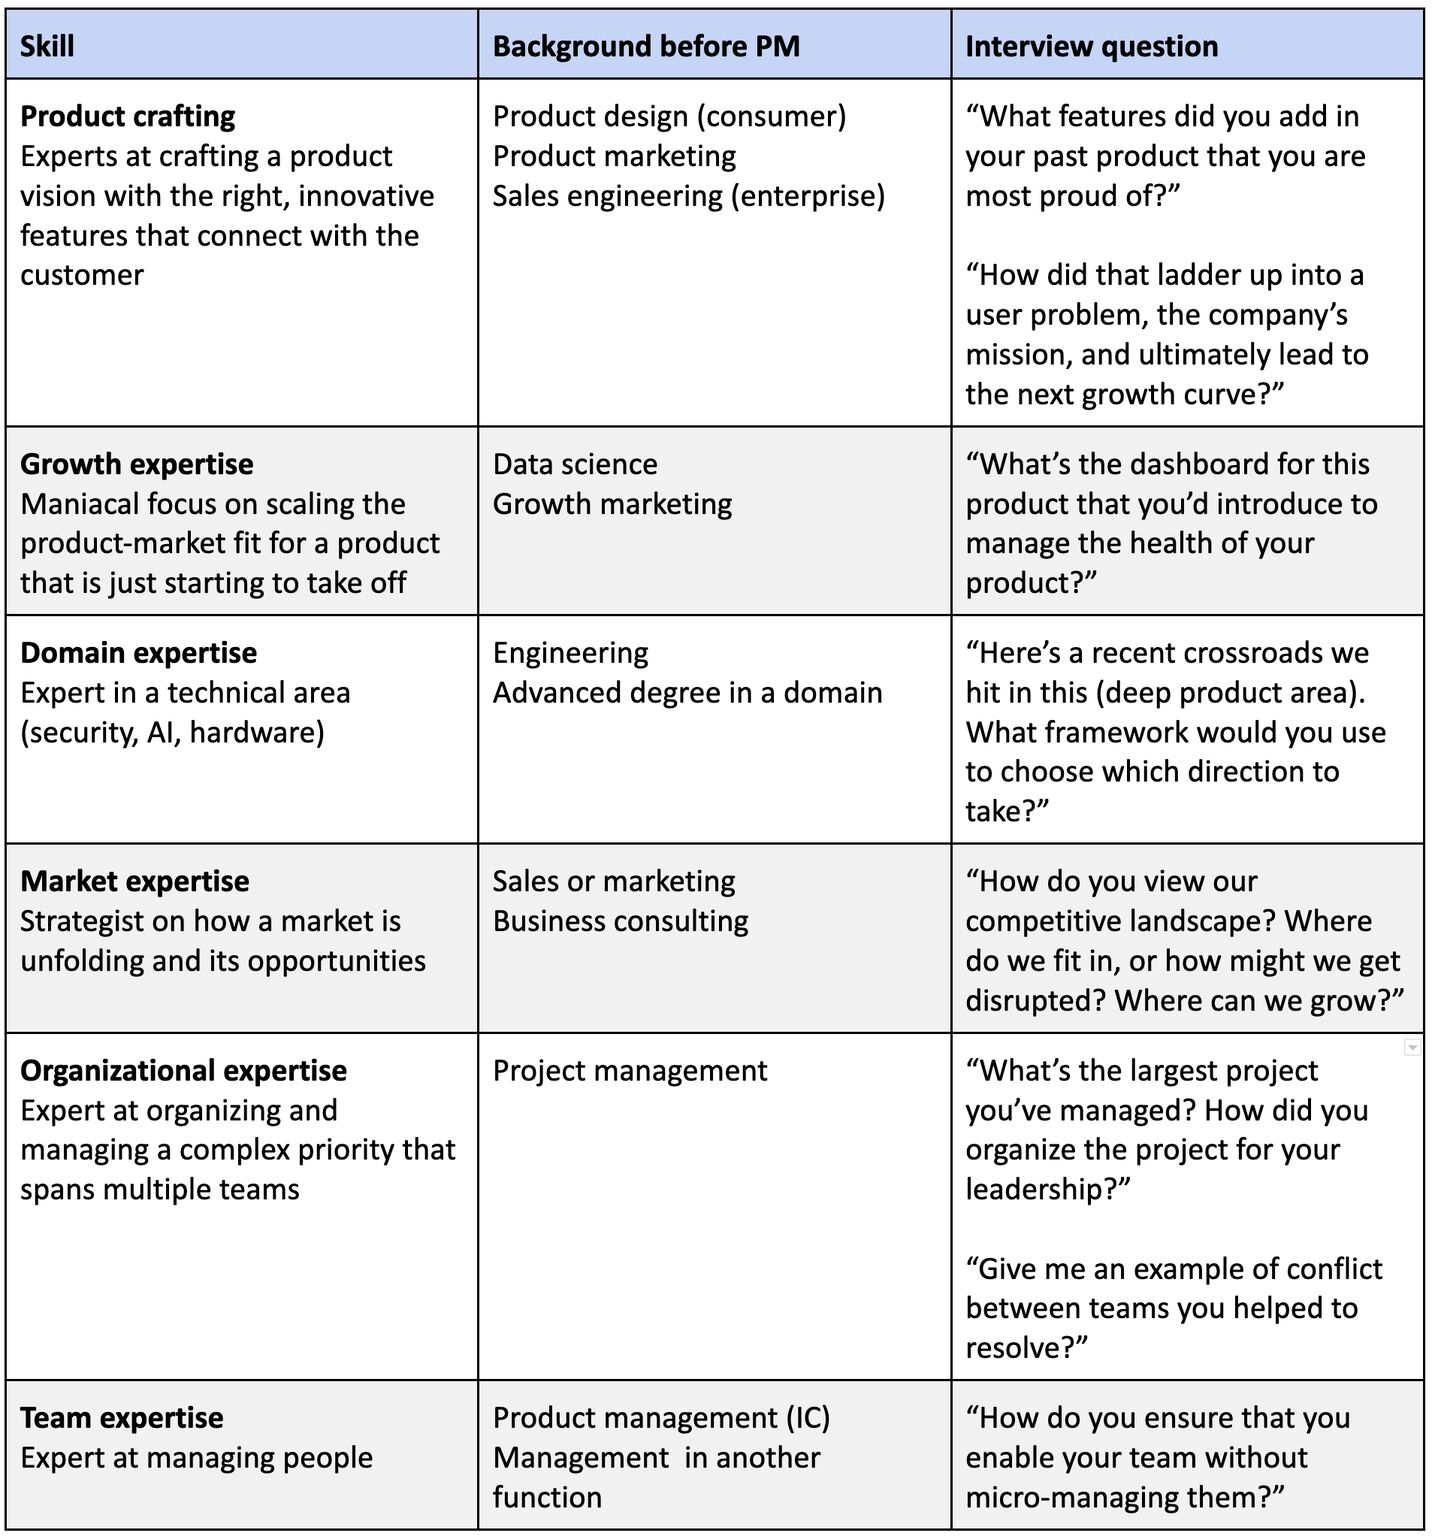 Skill
Background before PM
Interview question
Product crafting
Experts at crafting a product
vision with the right, innovative
features that connect with the
customer
Product design (consumer)
Product marketing
Sales engineering (enterprise)
“What features did you add in
your past product that you are
most proud of?”
“How did that ladder up into a
user problem, the company’s
mission, and ultimately lead to
the next growth curve?”
Growth expertise
Maniacal focus on scaling the
product-market fit for a product
that is just starting to take off
Data science
Growth marketing
“What’s the dashboard for this
product that you’d introduce to
manage the health of your
product?”
Domain expertise
Expert in a technical area
(security, AI, hardware)
Engineering
Advanced degree in a domain
“Here’s a recent crossroads we
hit in this (deep product area).
What framework would you use
to choose which direction to
take?”
Market expertise
Strategist on how a market is
unfolding and its opportunities
Sales or marketing
Business consulting
“How do you view our
competitive landscape? Where
do we fit in, or how might we get
disrupted? Where can we grow?”
Organizational expertise
Expert at organizing and
managing a complex priority that
spans multiple teams
Project management
“What’s the largest project
you’ve managed? How did you
organize the project for your
leadership?”
“Give me an example of conflict
between teams you helped to
resolve?”
Team expertise
Expert at managing people
Product management (IC)
Management  in another
function
“How do you ensure that you
enable your team without
micro-managing them?”